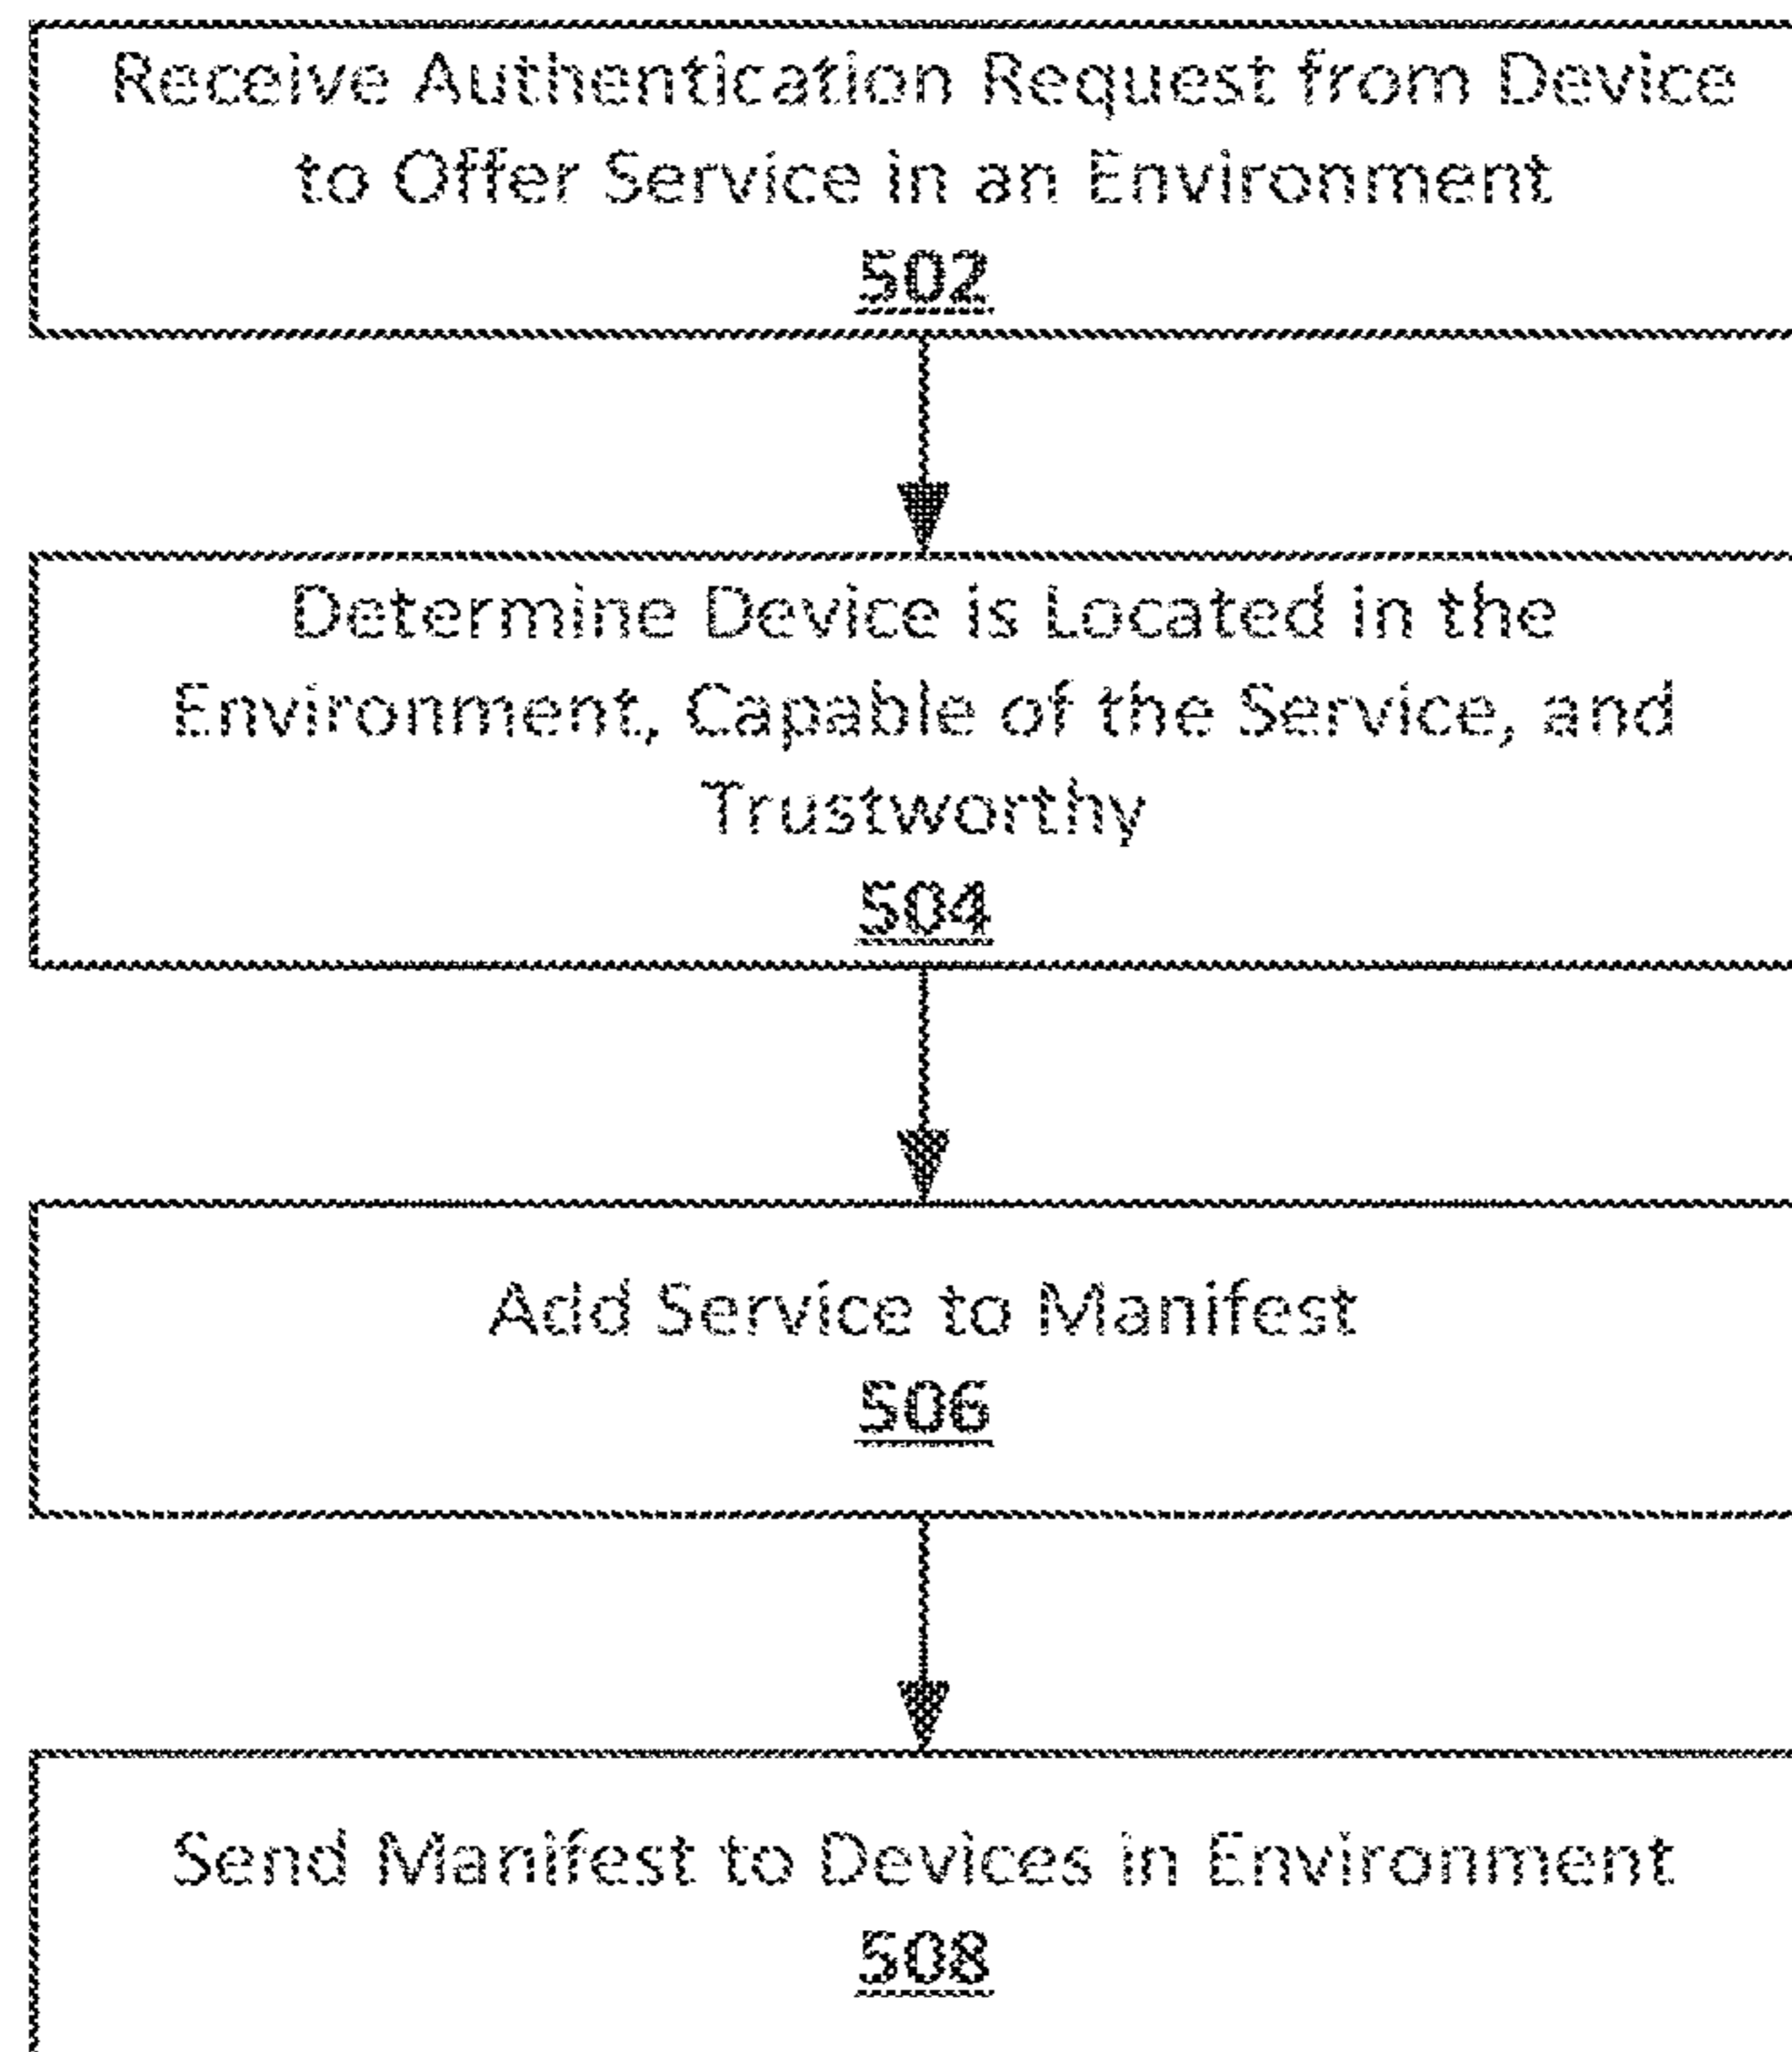 Receive Authentication Request from Device
to Offer Service in an Environment
502
Determine Device is Located in the
Environment, Capable of the Service, and
Trustworthy
504
Add Service to Manifest
506
Send Manifest to Devices in Environment
508